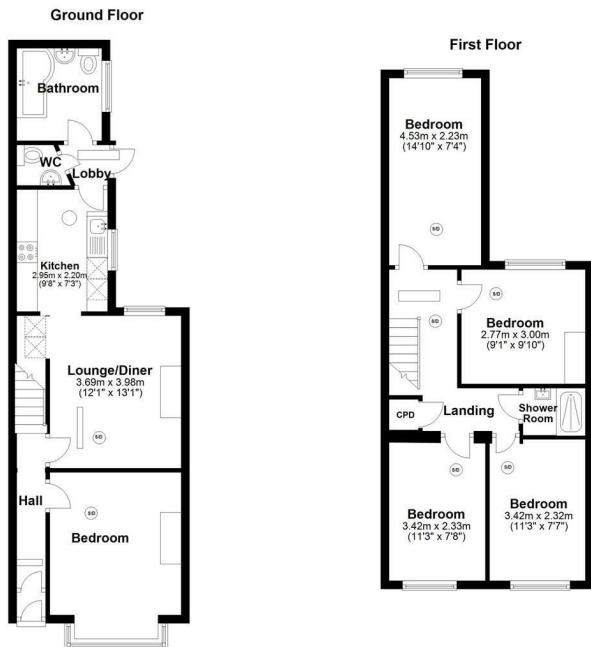 Ground Floor
Bathroom
WC
Lobby
Kitchen
2.95m x 2.20m
(9'8" x 7'3")
Lounge/Diner
3.69m x 3.98m
(12'1" x 13'1")
S/D
Hall
S/D
Bedroom
First Floor
Bedroom
4.53m x 2.23m
(14'10" x 7'4")
S/D
S/D
S/D
Bedroom
2.77m x 3.00m
(9'1" x 9'10")
CPD
Landing
Shower
Room
S/D
S/D
Bedroom
3.42m x 2.33m
(11'3" x 7'8")
Bedroom
3.42m x 2.32m
(11'3" x 7'7")